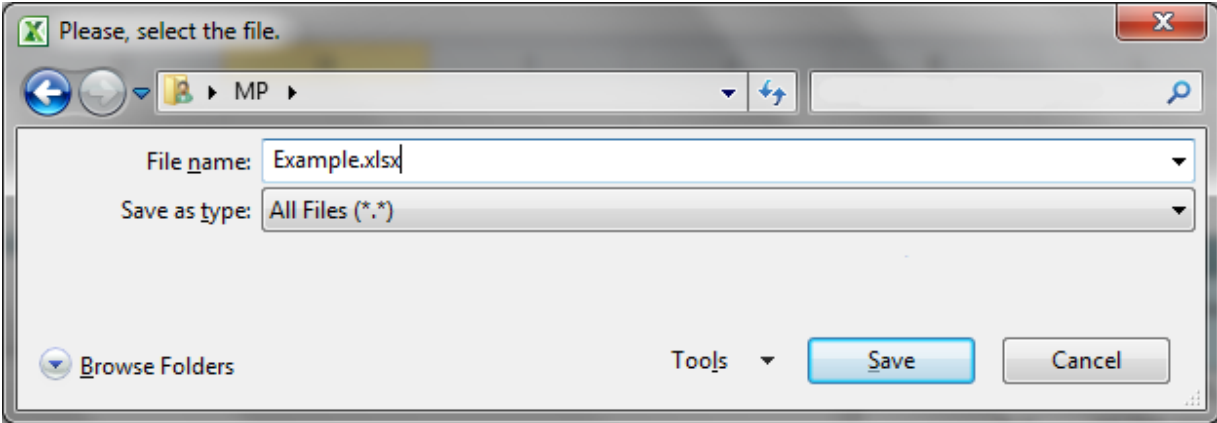 Please, select the file.
MP
File name: Example.xlsx
Save as type: All Files (*.*)
Browse Folders Tools Save Cancel